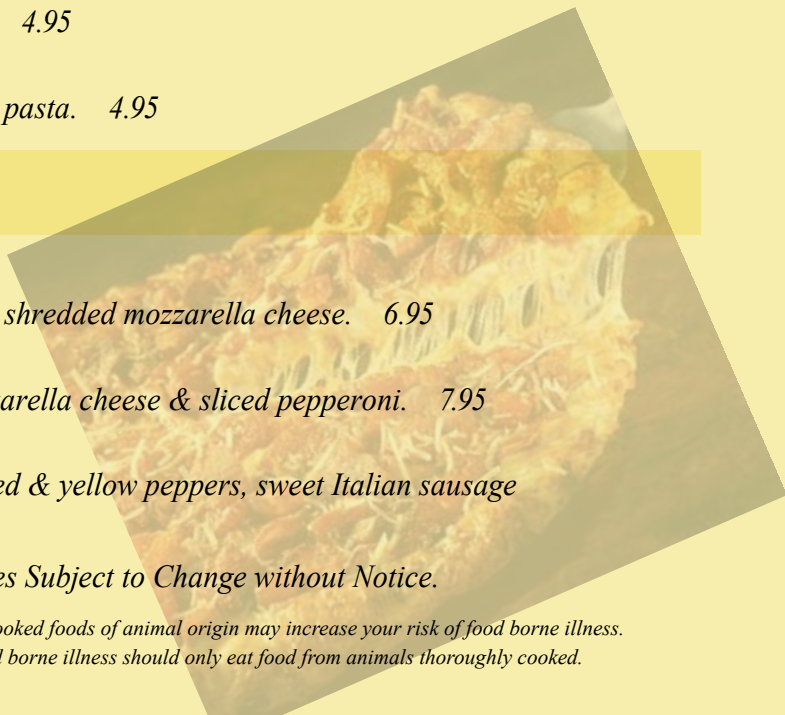 4.95
pasta. 4.95
shredded mozzarella cheese. 6.95
arella cheese & sliced pepperoni. 7.95
ed & yellow peppers, sweet Italian sausage
es Subject to Change without Notice.
ooked foods of animal origin may increase your risk of food borne illness.
borne illness should only eat food from animals thoroughly cooked.